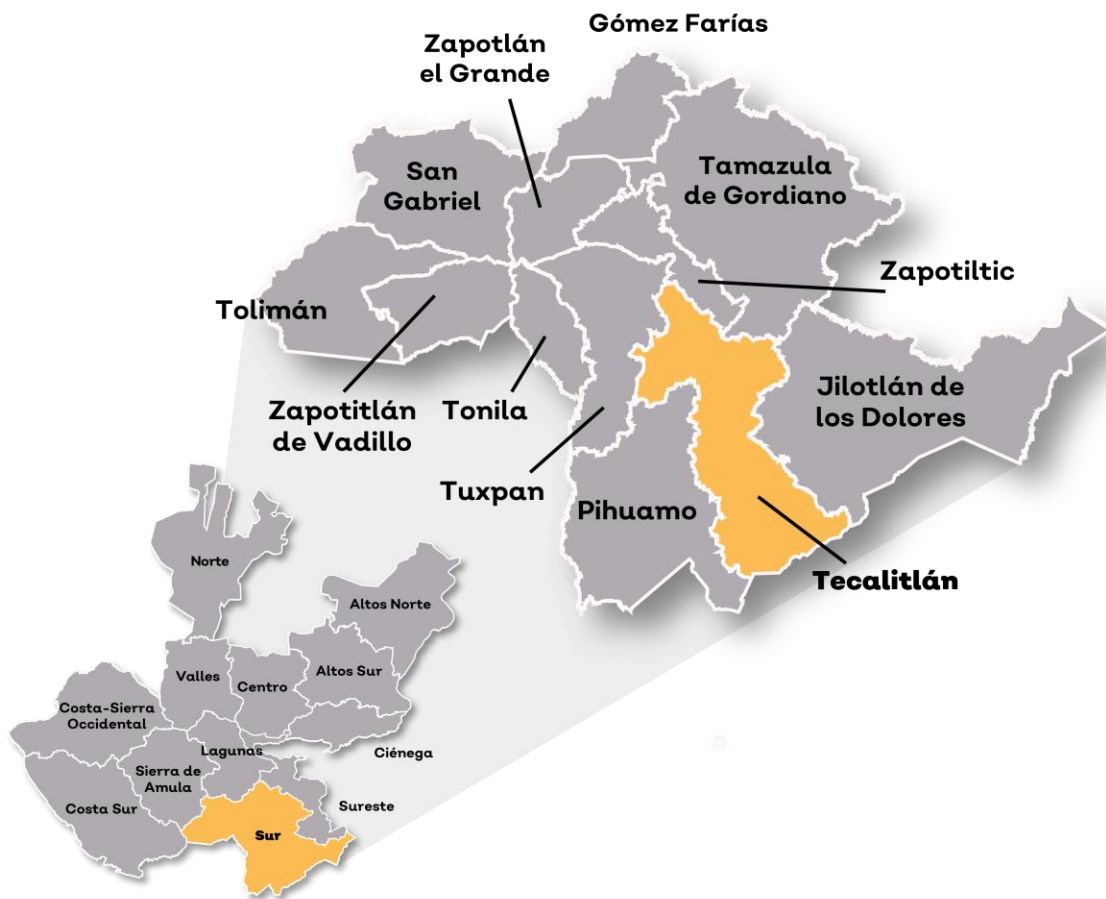 Gómez Farías
Zapotlán
el Grande
San
Gabriel
Tamazula
de Gordiano
Zapotiltic
Tolimán
Zapotitlán
de Vadillo
Tonila
Jilotlán de
los Dolores
Tuxpan
Pihuamo
Tecalitlán
Norte
Altos Norte
Valles
Centro
Altos Sur
Costa-Sierra
Occidental
Lagunas
Ciénega
Sierra de
Amula
Costa Sur
Sureste
Sur